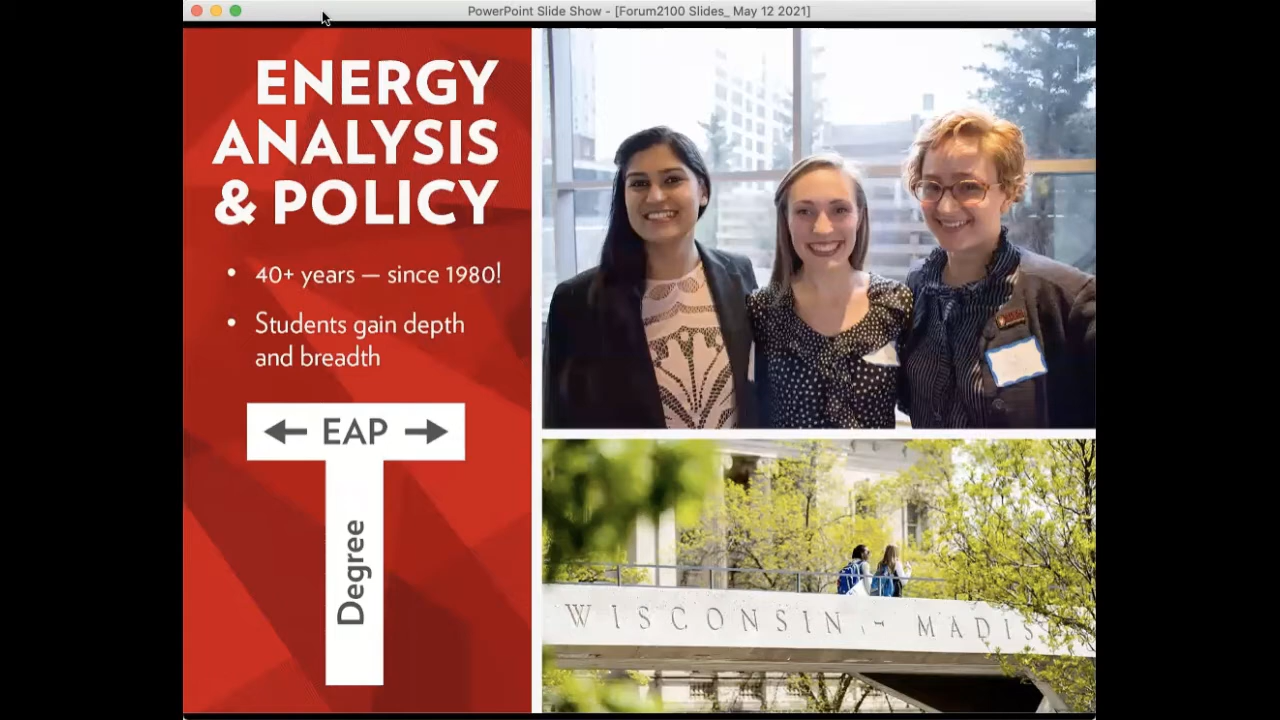 PowerPoint Slide Show - [Forum2100 Slides_ May 12 2021]
ENERGY
ANALYSIS
& POLICY
• 40+ years — since 1980!
• Students gain depth
and breadth
← EAP →
Degree
WISCONSIN - MADIS